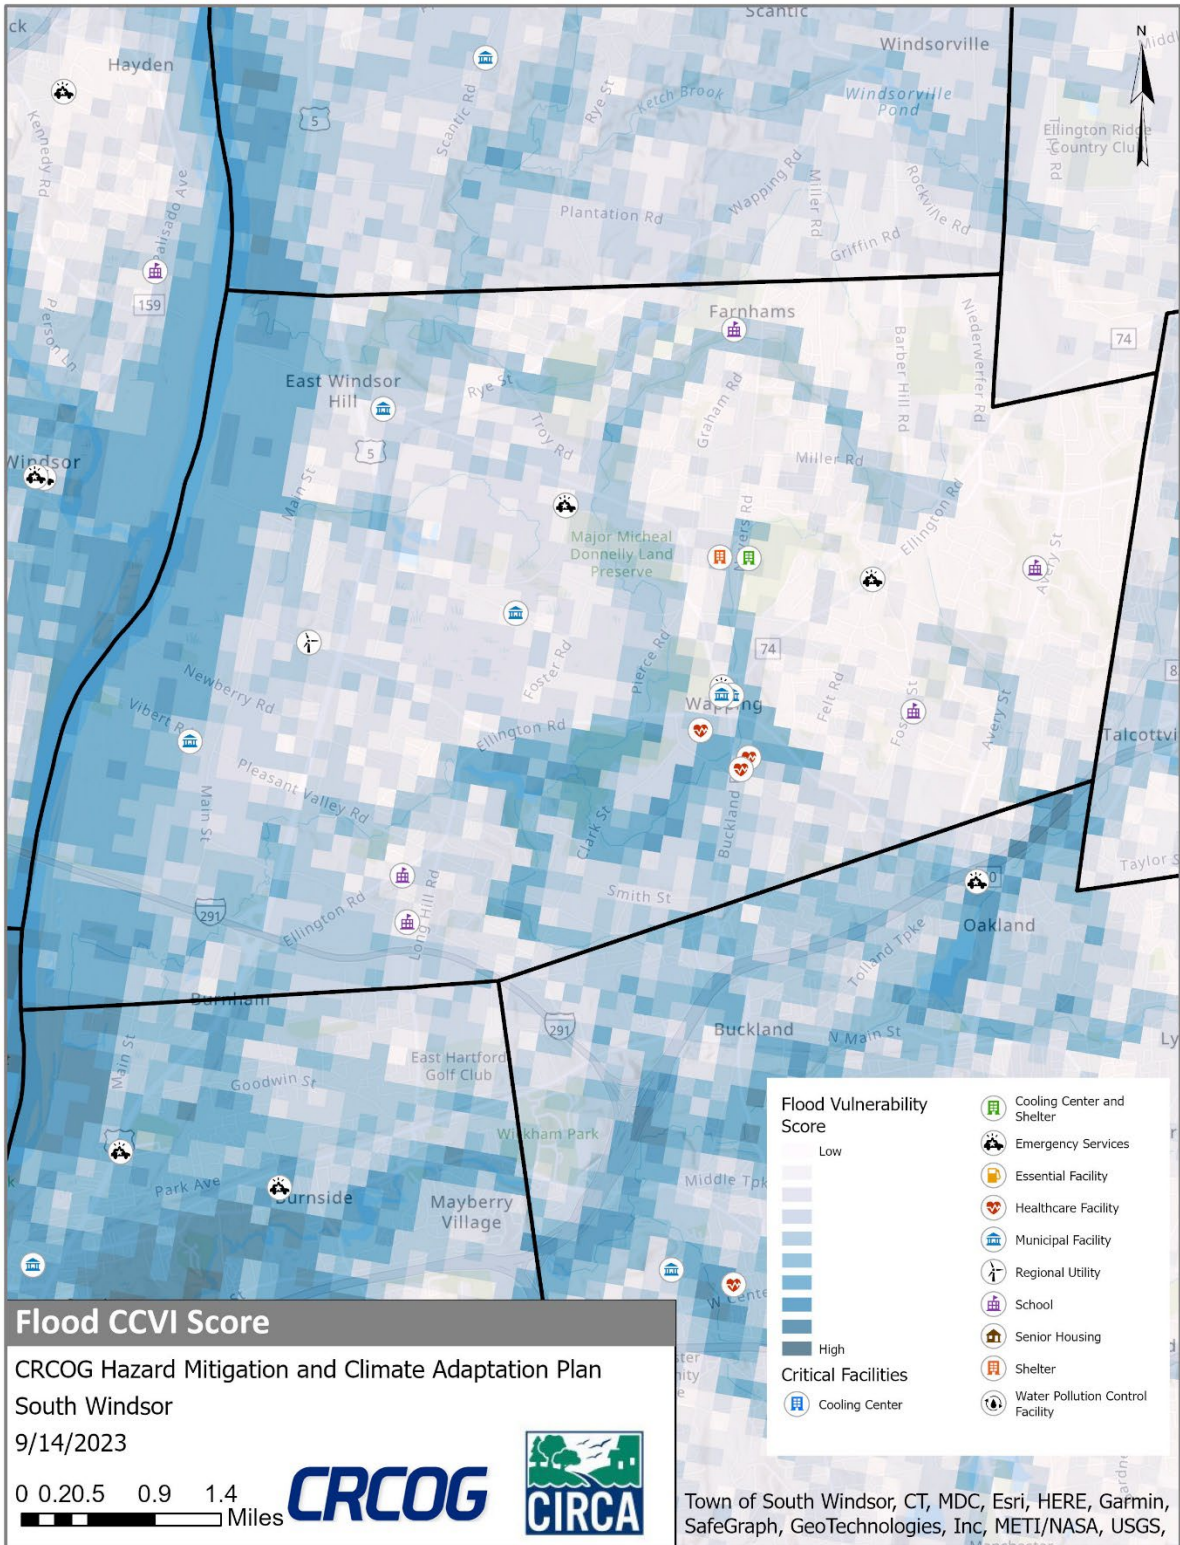 ck
Scantic
Hayden
Windsorville
N
5
Scantic Rd
Rye St
Ketch Brook
Windsorville
Pond
Ellington Ridge
Country Club
Kennedy Rd
Palisado Ave
Plantation Rd
Wapping Rd
Miller Rd
Rockville Rd
Griffin Rd
159
Pierson Ln
Farnhams
74
East Windsor
Hill
Rye St
Graham Rd
Barber Hill Rd
Niederwerfer Rd
5
Troy Rd
Miller Rd
Windsor
Main St
Ellington Rd
Major Micheal
Donnelly Land
Preserve
Avery St
74
Foster Rd
Pierce Rd
Newberry Rd
Wapping
Felt Rd
Vibert R
Ellington Rd
Avery St
Talcottvi
Pleasant Valley Rd
Main St
Clark St
Buckland
Taylor S
Smith St
291
Ellington Rd
Long Hill Rd
Oakland
Tolland Tpke
Burnham
291
Buckland
N Main St
Ly
Main St
East Hartford
Golf Club
Goodwin St
Wickham Park
Park Ave
Burnside
Mayberry
Village
Middle Tpk
W Cente
Flood Vulnerability
Score
Low
High
Critical Facilities
Cooling Center
Cooling Center and
Shelter
Emergency Services
Essential Facility
Healthcare Facility
Municipal Facility
Regional Utility
School
Senior Housing
Shelter
Water Pollution Control
Facility
Flood CCVI Score
CRCOG Hazard Mitigation and Climate Adaptation Plan
South Windsor
9/14/2023
0 0.20.5 0.9 1.4
Miles
CRCOG
CIRCA
Town of South Windsor, CT, MDC, Esri, HERE, Garmin,
SafeGraph, GeoTechnologies, Inc, METI/NASA, USGS,